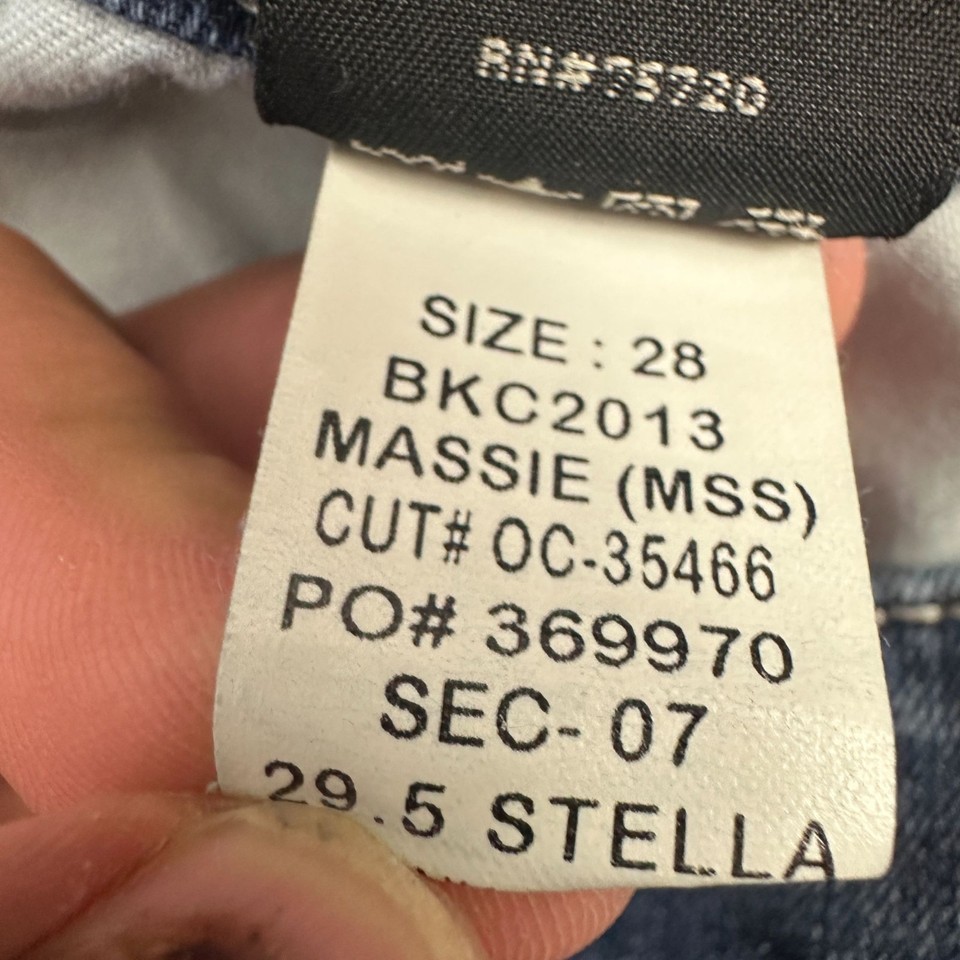 RN#75720
SIZE : 28
BKC2013
MASSIE (MSS)
CUT# OC-35466
PO# 369970
SEC- 07
29.5 STELLA